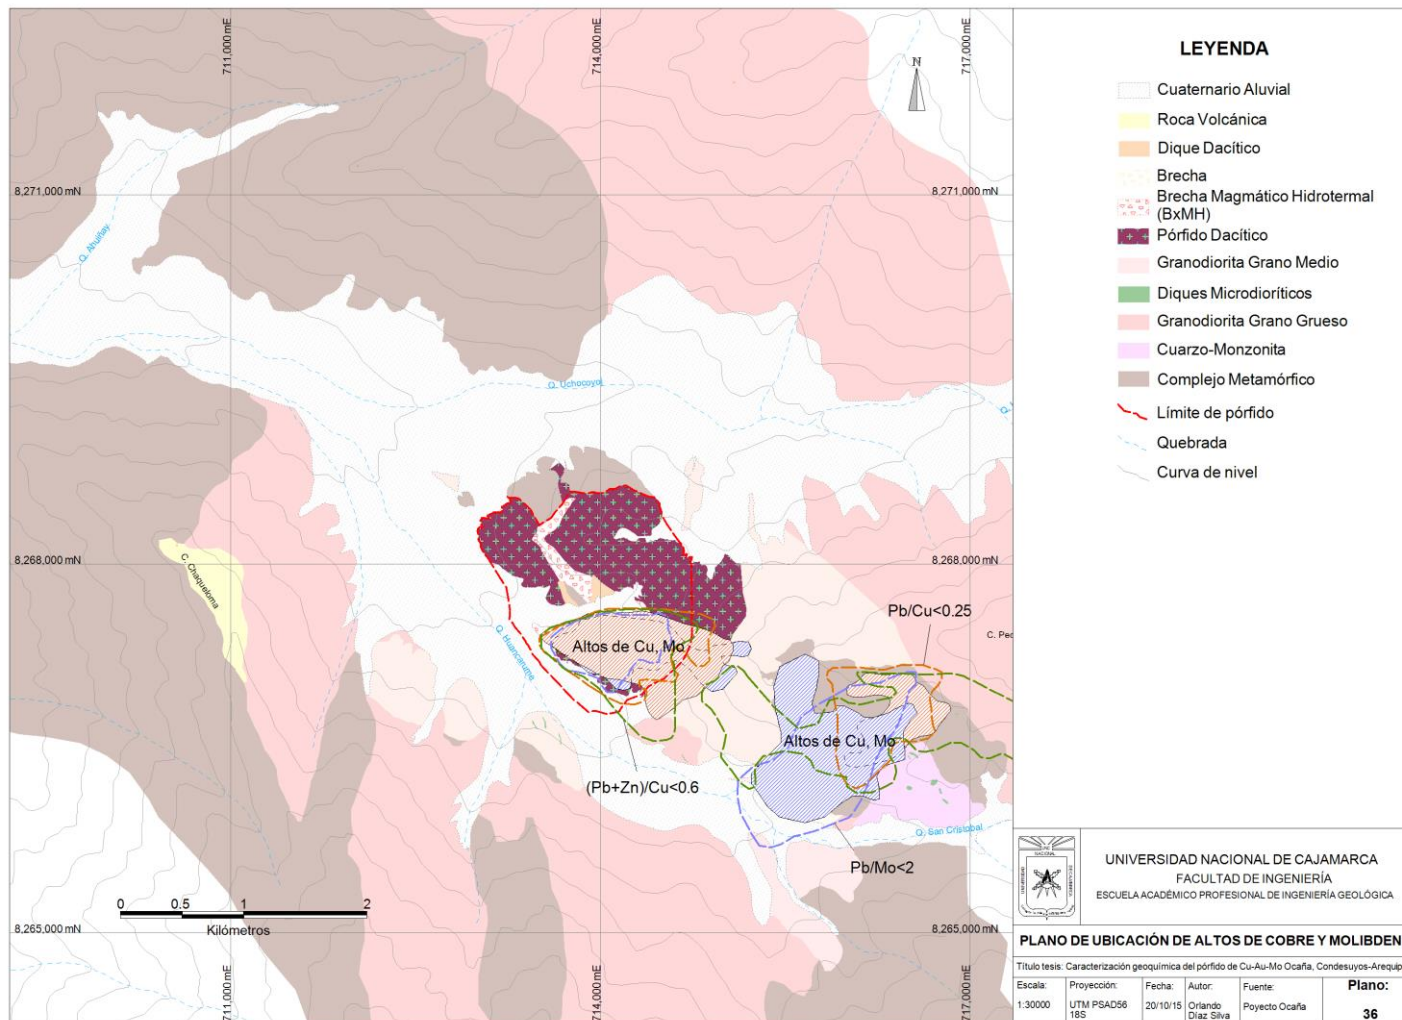 711,000 mE
714,000 mE
717,000 mE
N
8,271,000 mN
8,271,000 mN
Q. Ahuiñay
Q. Uchocoyol
Q.
8,268,000 mN
8,268,000 mN
C. Chaqueloma
Q. Huancarume
Altos de Cu, Mo
Pb/Cu<0.25
C. Pec
Altos de Cu, Mo
(Pb+Zn)/Cu<0.6
Q. San Cristobal
Pb/Mo<2
0 0.5 1 2
Kilómetros
8,265,000 mN
8,265,000 mN
711,000 mE
714,000 mE
717,000 mE
LEYENDA
Cuaternario Aluvial
Roca Volcánica
Dique Dacítico
Brecha
Brecha Magmático Hidrotermal
(BxMH)
Pórfido Dacítico
Granodiorita Grano Medio
Diques Microdioríticos
Granodiorita Grano Grueso
Cuarzo-Monzonita
Complejo Metamórfico
Límite de pórfido
Quebrada
Curva de nivel
UNIVERSIDAD NACIONAL DE CAJAMARCA
FACULTAD DE INGENIERÍA
ESCUELA ACADÉMICO PROFESIONAL DE INGENIERÍA GEOLÓGICA
PLANO DE UBICACIÓN DE ALTOS DE COBRE Y MOLIBDEN
Título tesis: Caracterización geoquímica del pórfido de Cu-Au-Mo Ocaña, Condesuyos-Arequip
Escala: Proyección: Fecha: Autor: Fuente: Plano:
1:30000 UTM PSAD56 20/10/15 Orlando Poyecto Ocaña 36
18S Díaz Silva